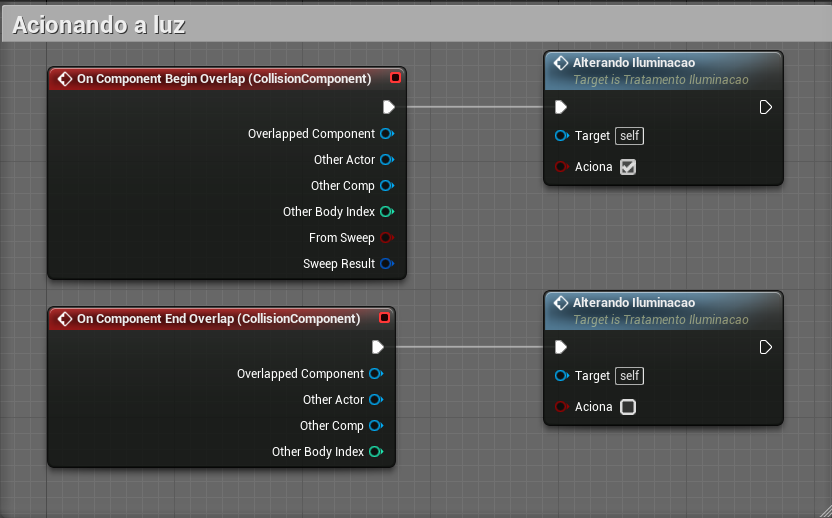 Acionando a luz
On Component Begin Overlap (CollisionComponent)
Overlapped Component
Other Actor
Other Comp
Other Body Index
From Sweep
Sweep Result
Alterando Iluminacao
Target is Tratamento Iluminacao
Target self
Aciona
On Component End Overlap (CollisionComponent)
Overlapped Component
Other Actor
Other Comp
Other Body Index
Alterando Iluminacao
Target is Tratamento Iluminacao
Target self
Aciona